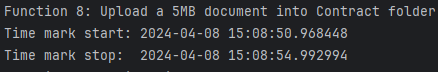 Function 8: Upload a 5MB document into Contract folder
Time mark start: 2024-04-08 15:08:50.968448
Time mark stop:  2024-04-08 15:08:54.992994